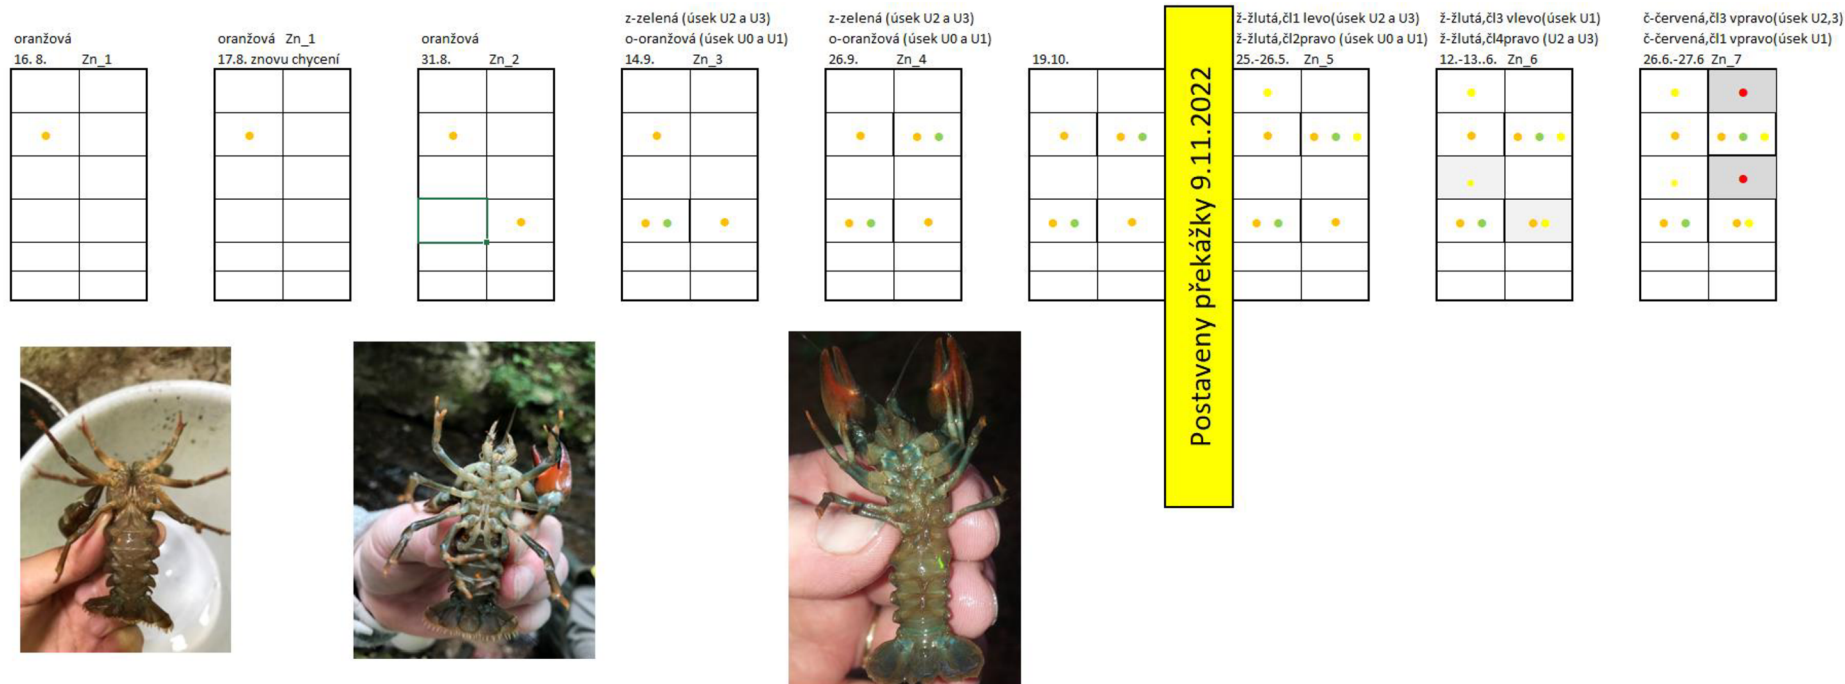 oranžová
16. 8. Zn_1
oranžová Zn_1
17.8. znovu chycení
oranžová
31.8. Zn_2
z-zelená (úsek U2 a U3)
o-oranžová (úsek U0 a U1)
14.9. Zn_3
z-zelená (úsek U2 a U3)
o-oranžová (úsek U0 a U1)
26.9. Zn_4
19.10.
Postaveny překážky 9.11.2022
ž-žlutá,čl1 levo(úsek U2 a U3)
ž-žlutá,čl2pravo (úsek U0 a U1)
25.-26.5. Zn_5
ž-žlutá,čl3 vlevo(úsek U1)
ž-žlutá,čl4pravo (U2 a U3)
12.-13..6. Zn_6
č-červená,čl3 vpravo(úsek U2,3)
č-červená,čl1 vpravo(úsek U1)
26.6.-27.6 Zn_7